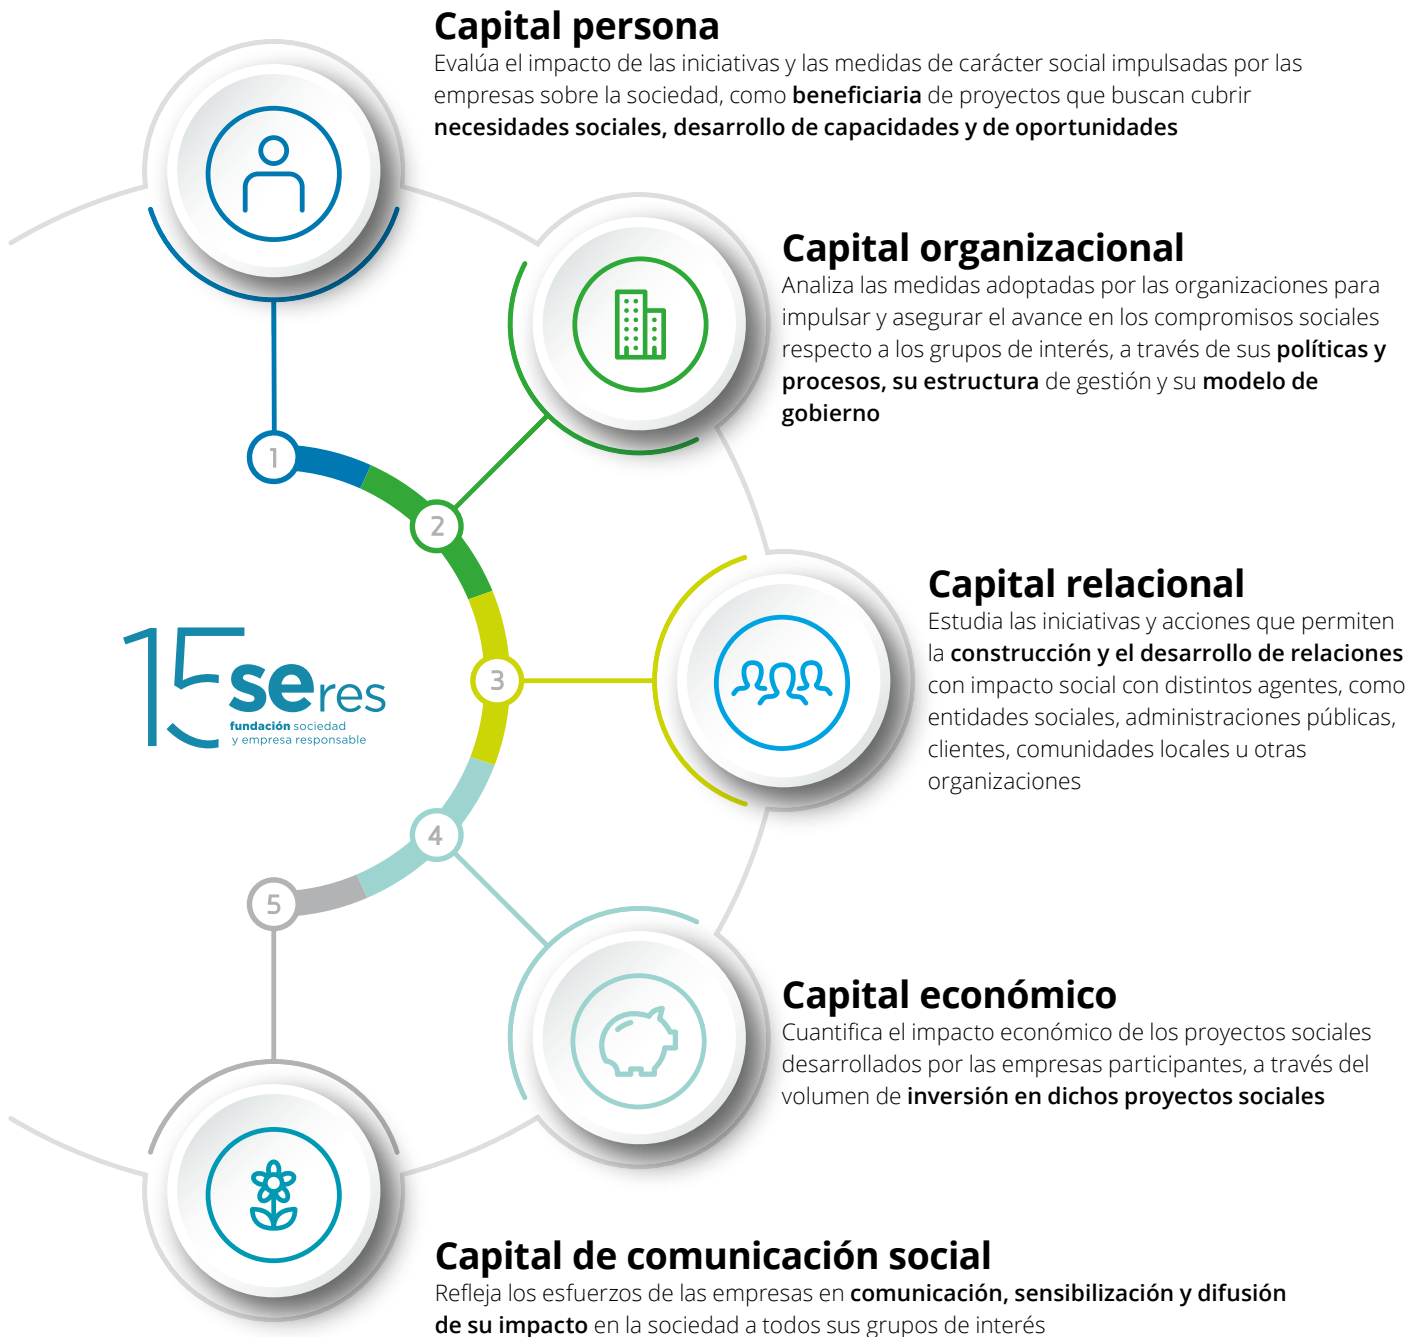 Capital persona
Evalúa el impacto de las iniciativas y las medidas de carácter social impulsadas por las
empresas sobre la sociedad, como beneficiaria de proyectos que buscan cubrir
necesidades sociales, desarrollo de capacidades y de oportunidades
Capital organizacional
Analiza las medidas adoptadas por las organizaciones para
impulsar y asegurar el avance en los compromisos sociales
respecto a los grupos de interés, a través de sus políticas y
procesos, su estructura de gestión y su modelo de
gobierno
1
2
Capital relacional
Estudia las iniciativas y acciones que permiten
la construcción y el desarrollo de relaciones
con impacto social con distintos agentes, como
entidades sociales, administraciones públicas,
clientes, comunidades locales u otras
organizaciones
3
15 seres
fundación sociedad
y empresa responsable
4
5
Capital económico
Cuantifica el impacto económico de los proyectos sociales
desarrollados por las empresas participantes, a través del
volumen de inversión en dichos proyectos sociales
Capital de comunicación social
Refleja los esfuerzos de las empresas en comunicación, sensibilización y difusión
de su impacto en la sociedad a todos sus grupos de interés